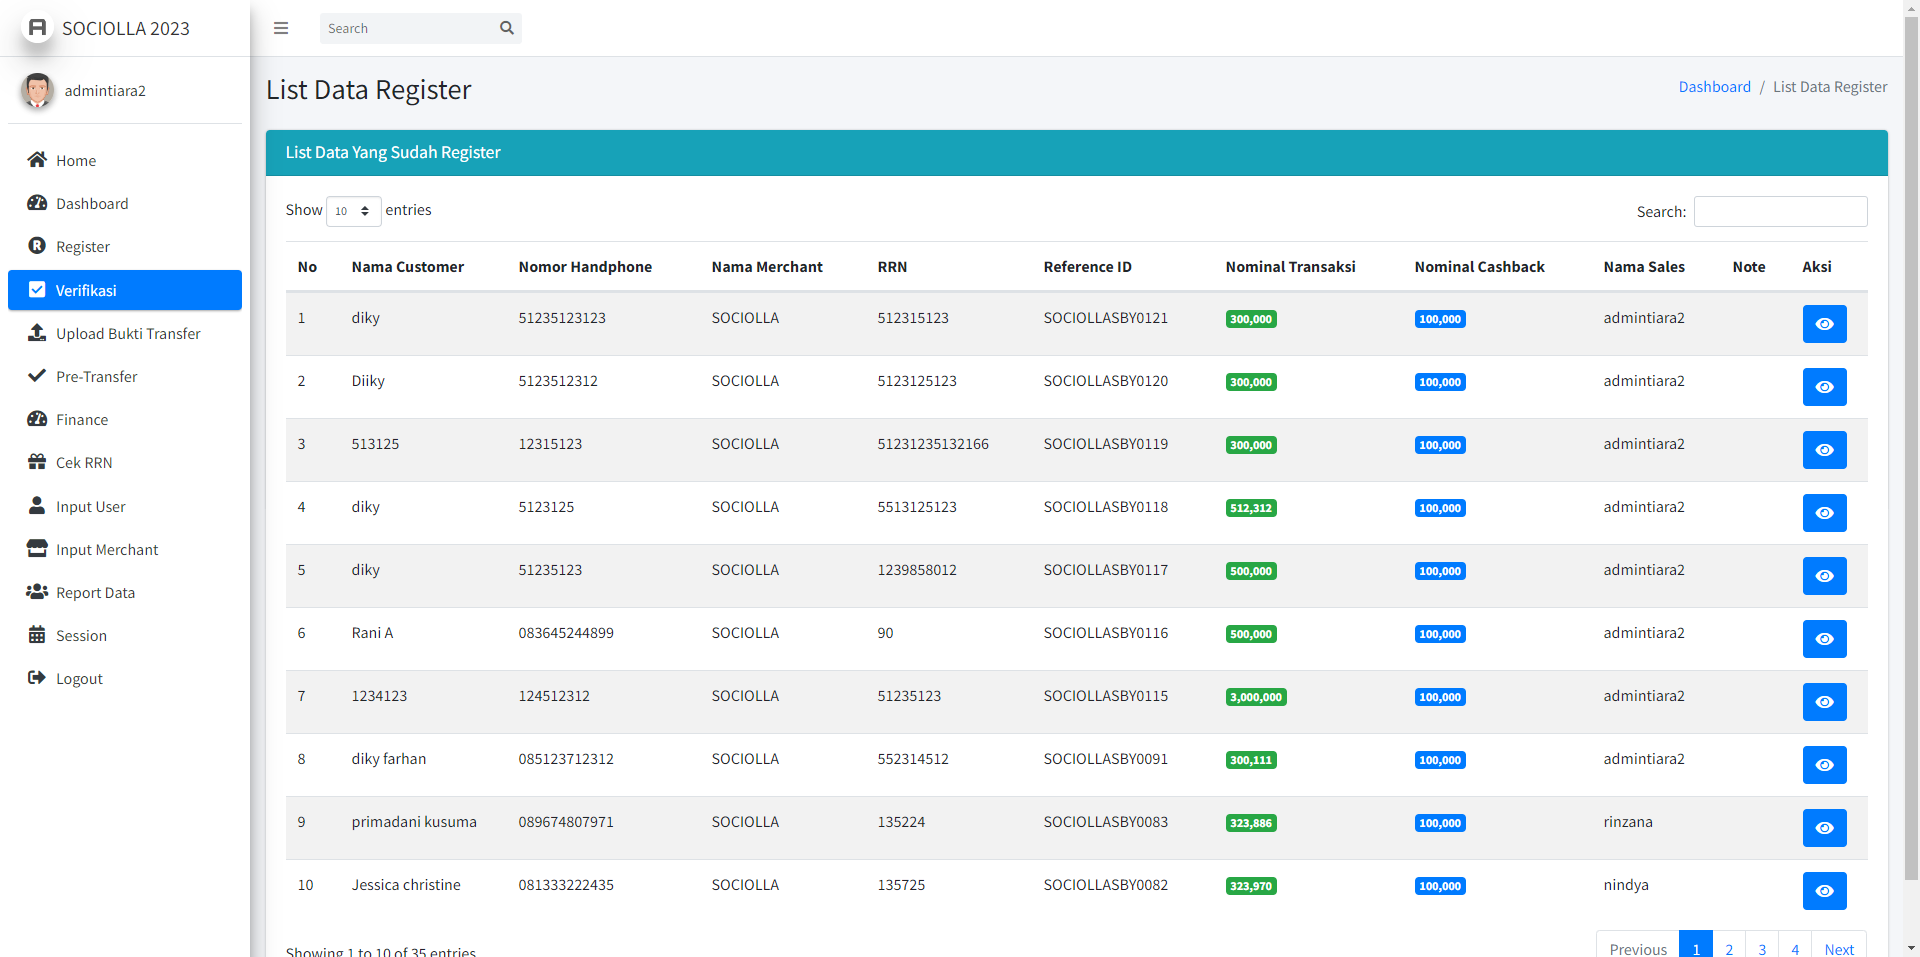 SOCIOLLA 2023
Search
admintiara2
Home
Dashboard
Register
Verifikasi
Upload Bukti Transfer
Pre-Transfer
Finance
Cek RRN
Input User
Input Merchant
Report Data
Session
Logout
List Data Register
Dashboard / List Data Register
List Data Yang Sudah Register
Show 10 entries
Search:
No Nama Customer Nomor Handphone Nama Merchant RRN Reference ID Nominal Transaksi Nominal Cashback Nama Sales Note Aksi
1 diky 51235123123 SOCIOLLA 512315123 SOCIOLLASBY0121 300,000 100,000 admintiara2
2 Diiky 5123512312 SOCIOLLA 5123125123 SOCIOLLASBY0120 300,000 100,000 admintiara2
3 513125 12315123 SOCIOLLA 51231235132166 SOCIOLLASBY0119 300,000 100,000 admintiara2
4 diky 5123125 SOCIOLLA 5513125123 SOCIOLLASBY0118 512,312 100,000 admintiara2
5 diky 51235123 SOCIOLLA 1239858012 SOCIOLLASBY0117 500,000 100,000 admintiara2
6 Rani A 083645244899 SOCIOLLA 90 SOCIOLLASBY0116 500,000 100,000 admintiara2
7 1234123 124512312 SOCIOLLA 51235123 SOCIOLLASBY0115 3,000,000 100,000 admintiara2
8 diky farhan 085123712312 SOCIOLLA 552314512 SOCIOLLASBY0091 300,111 100,000 admintiara2
9 primadani kusuma 089674807971 SOCIOLLA 135224 SOCIOLLASBY0083 323,886 100,000 rinzana
10 Jessica christine 081333222435 SOCIOLLA 135725 SOCIOLLASBY0082 323,970 100,000 nindya
Showing 1 to 10 of 35 entries
Previous 1 2 3 4 Next